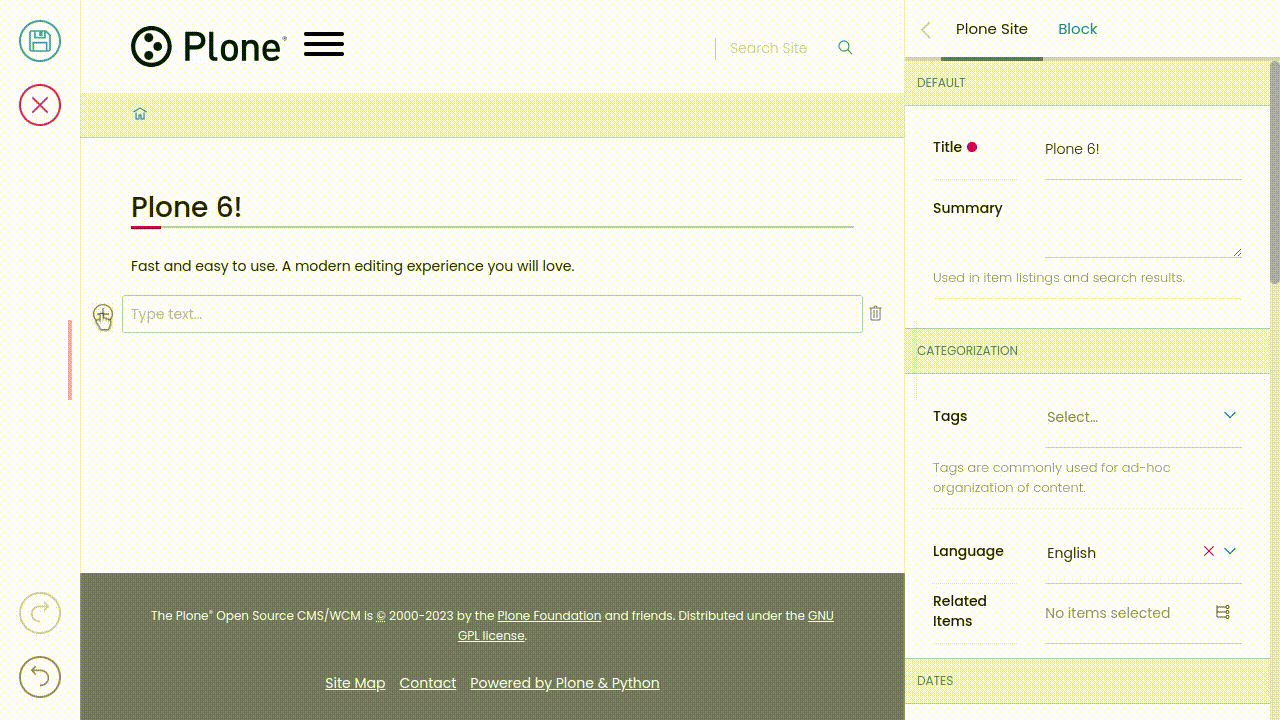 Plone®
Search Site
Plone Site
Block
DEFAULT
Plone 6!
Fast and easy to use. A modern editing experience you will love.
Type text...
Title
Plone 6!
Summary
Used in item listings and search results.
CATEGORIZATION
Tags
Select...
Tags are commonly used for ad-hoc
organization of content.
Language
English
Related
Items
No items selected
DATES
The Plone® Open Source CMS/WCM is © 2000-2023 by the Plone Foundation and friends. Distributed under the GNU
GPL license.
Site Map Contact Powered by Plone & Python